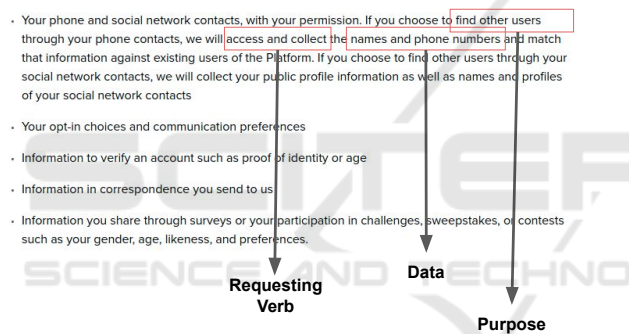 • Your phone and social network contacts, with your permission. If you choose to find other users
through your phone contacts, we will access and collect the names and phone numbers and match
that information against existing users of the Platform. If you choose to find other users through your
social network contacts, we will collect your public profile information as well as names and profiles
of your social network contacts
• Your opt-in choices and communication preferences
• Information to verify an account such as proof of identity or age
• Information in correspondence you send to us
• Information you share through surveys or your participation in challenges, sweepstakes, or contests
such as your gender, age, likeness, and preferences.
SCITEP
SCIENCE AND TECHNO
Requesting
Verb
Data
Purpose